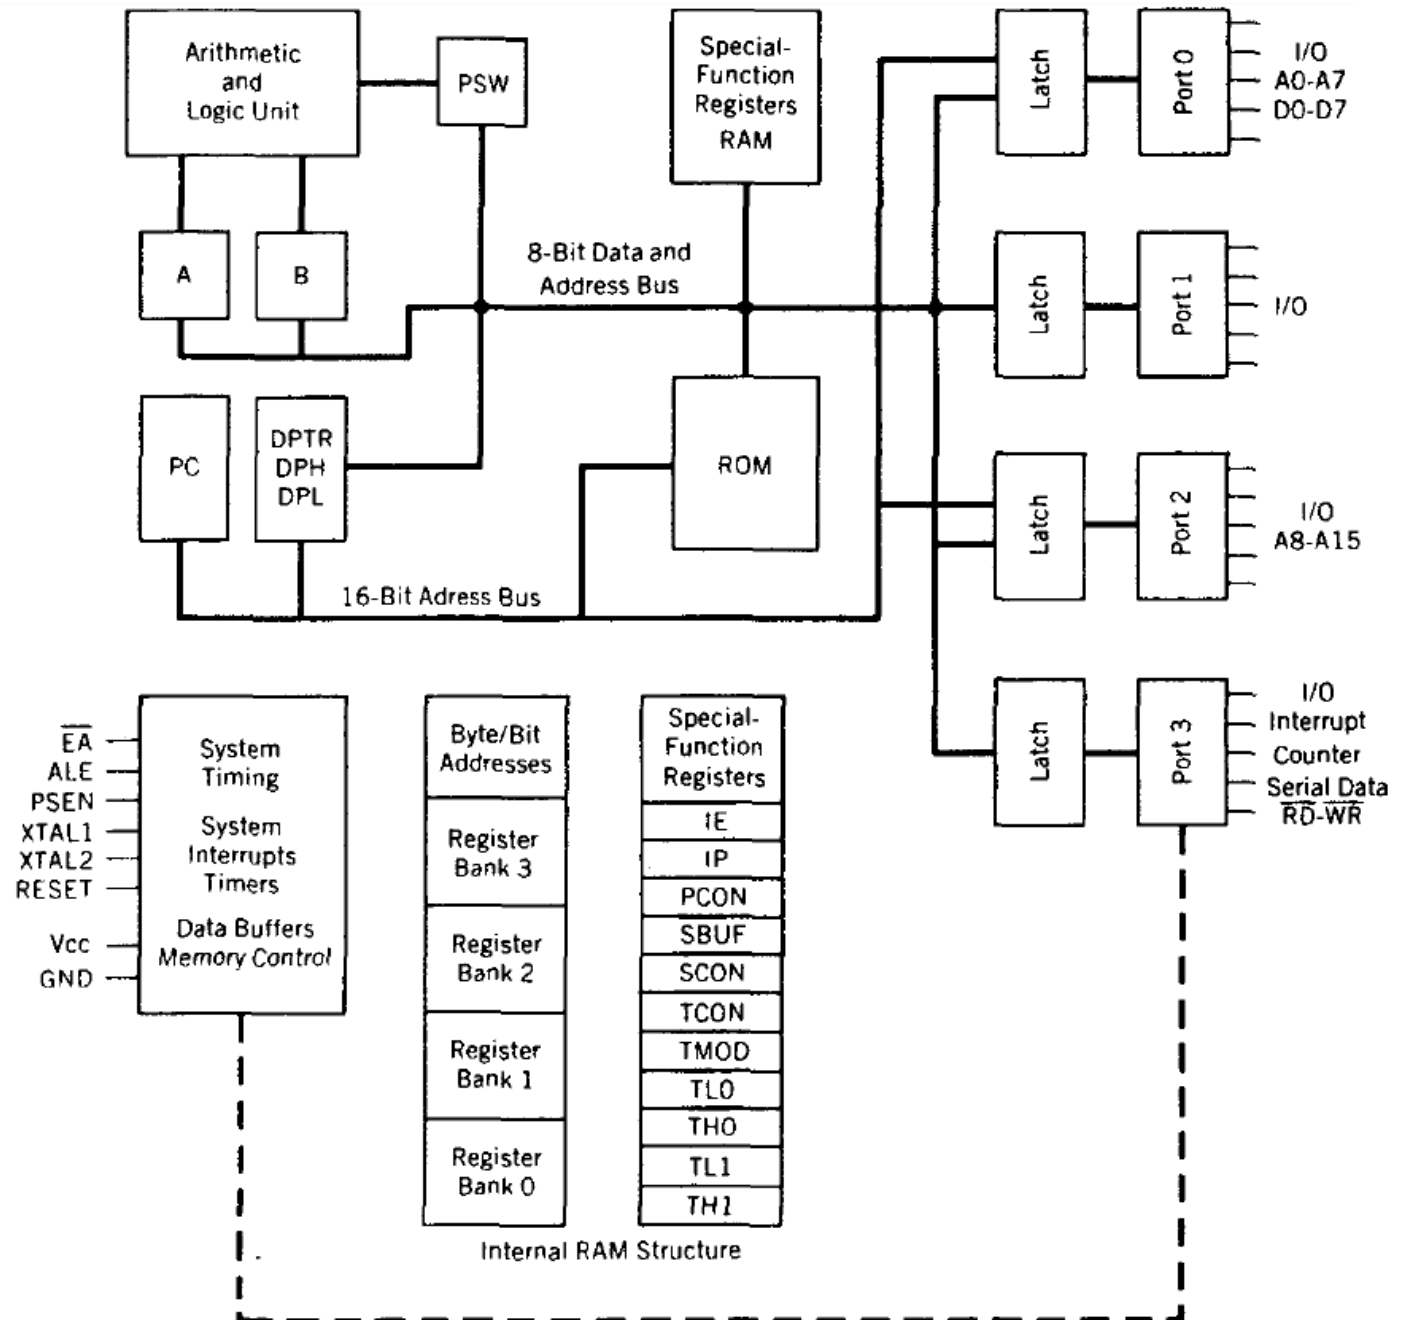 Arithmetic
and
Logic Unit
PSW
A
B
8-Bit Data and
Address Bus
Special-
Function
Registers
RAM
PC
DPTR
DPH
DPL
ROM
16-Bit Adress Bus
Latch
Port 0
I/O
A0-A7
D0-D7
Latch
Port 1
I/O
Latch
Port 2
I/O
A8-A15
Latch
Port 3
I/O
Interrupt
Counter
Serial Data
R̅D̅-W̅R̅
E̅A̅
ALE
PSEN
XTAL1
XTAL2
RESET
Vcc
GND
System
Timing
System
Interrupts
Timers
Data Buffers
Memory Control
Byte/Bit
Addresses
Register
Bank 3
Register
Bank 2
Register
Bank 1
Register
Bank 0
Special-
Function
Registers
IE
IP
PCON
SBUF
SCON
TCON
TMOD
TL0
TH0
TL1
TH1
Internal RAM Structure